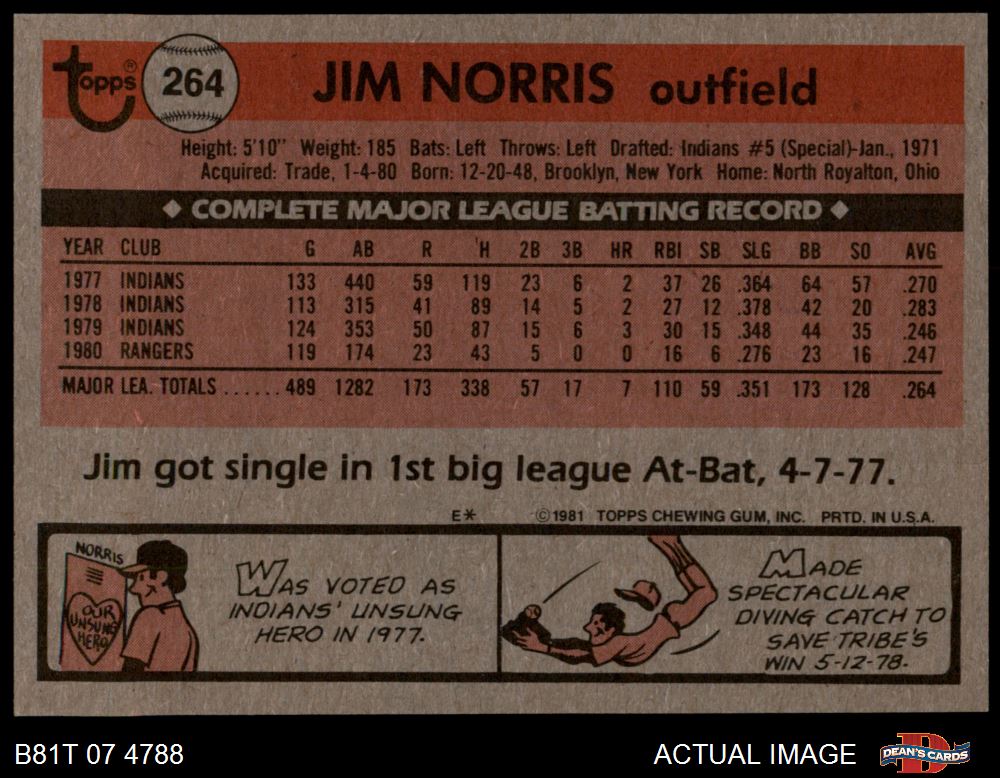 topps® 264 JIM NORRIS outfield
Height: 5'10" Weight: 185 Bats: Left Throws: Left Drafted: Indians #5 (Special)-Jan., 1971
Acquired: Trade, 1-4-80 Born: 12-20-48, Brooklyn, New York Home: North Royalton, Ohio
◆ COMPLETE MAJOR LEAGUE BATTING RECORD ◆
YEAR CLUB G AB R H 2B 3B HR RBI SB SLG BB SO AVG
1977 INDIANS 133 440 59 119 23 6 2 37 26 .364 64 57 .270
1978 INDIANS 113 315 41 89 14 5 2 27 12 .378 42 20 .283
1979 INDIANS 124 353 50 87 15 6 3 30 15 .348 44 35 .246
1980 RANGERS 119 174 23 43 5 0 0 16 6 .276 23 16 .247
MAJOR LEA. TOTALS ...... 489 1282 173 338 57 17 7 110 59 .351 173 128 .264
Jim got single in 1st big league At-Bat, 4-7-77.
E* ©1981 TOPPS CHEWING GUM, INC. PRTD. IN U.S.A.
NORRIS
OUR
UNSUNG
HERO
WAS VOTED AS
INDIANS' UNSUNG
HERO IN 1977.
MADE
SPECTACULAR
DIVING CATCH TO
SAVE TRIBE'S
WIN 5-12-78.
B81T 07 4788 ACTUAL IMAGE DEAN'S CARDS